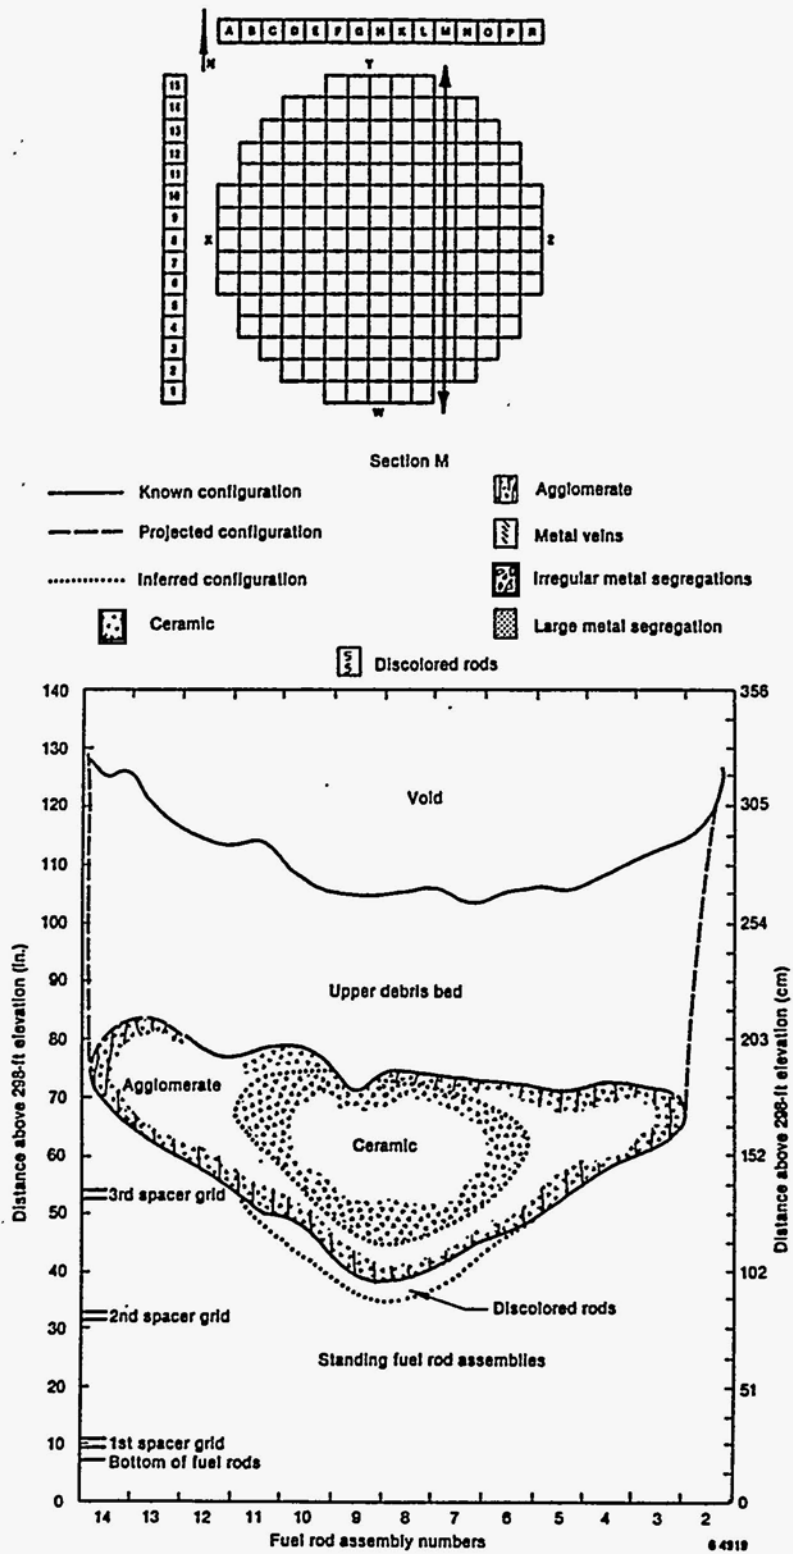 A B C D E F G H K L M N O P R
N
Y
15
14
13
12
11
10
9
8
7
6
5
4
3
2
1
X
Z
W
Section M
Known configuration
Projected configuration
Inferred configuration
Ceramic
Agglomerate
Metal veins
Irregular metal segregations
Large metal segregation
Discolored rods
140
130
120
110
100
90
80
70
60
50
40
30
20
10
0
Distance above 298-ft elevation (in.)
356
305
254
203
152
102
51
0
Distance above 298-ft elevation (cm)
Void
Upper debris bed
Agglomerate
Ceramic
3rd spacer grid
Discolored rods
2nd spacer grid
Standing fuel rod assemblies
1st spacer grid
Bottom of fuel rods
14 13 12 11 10 9 8 7 6 5 4 3 2
Fuel rod assembly numbers
6 4319